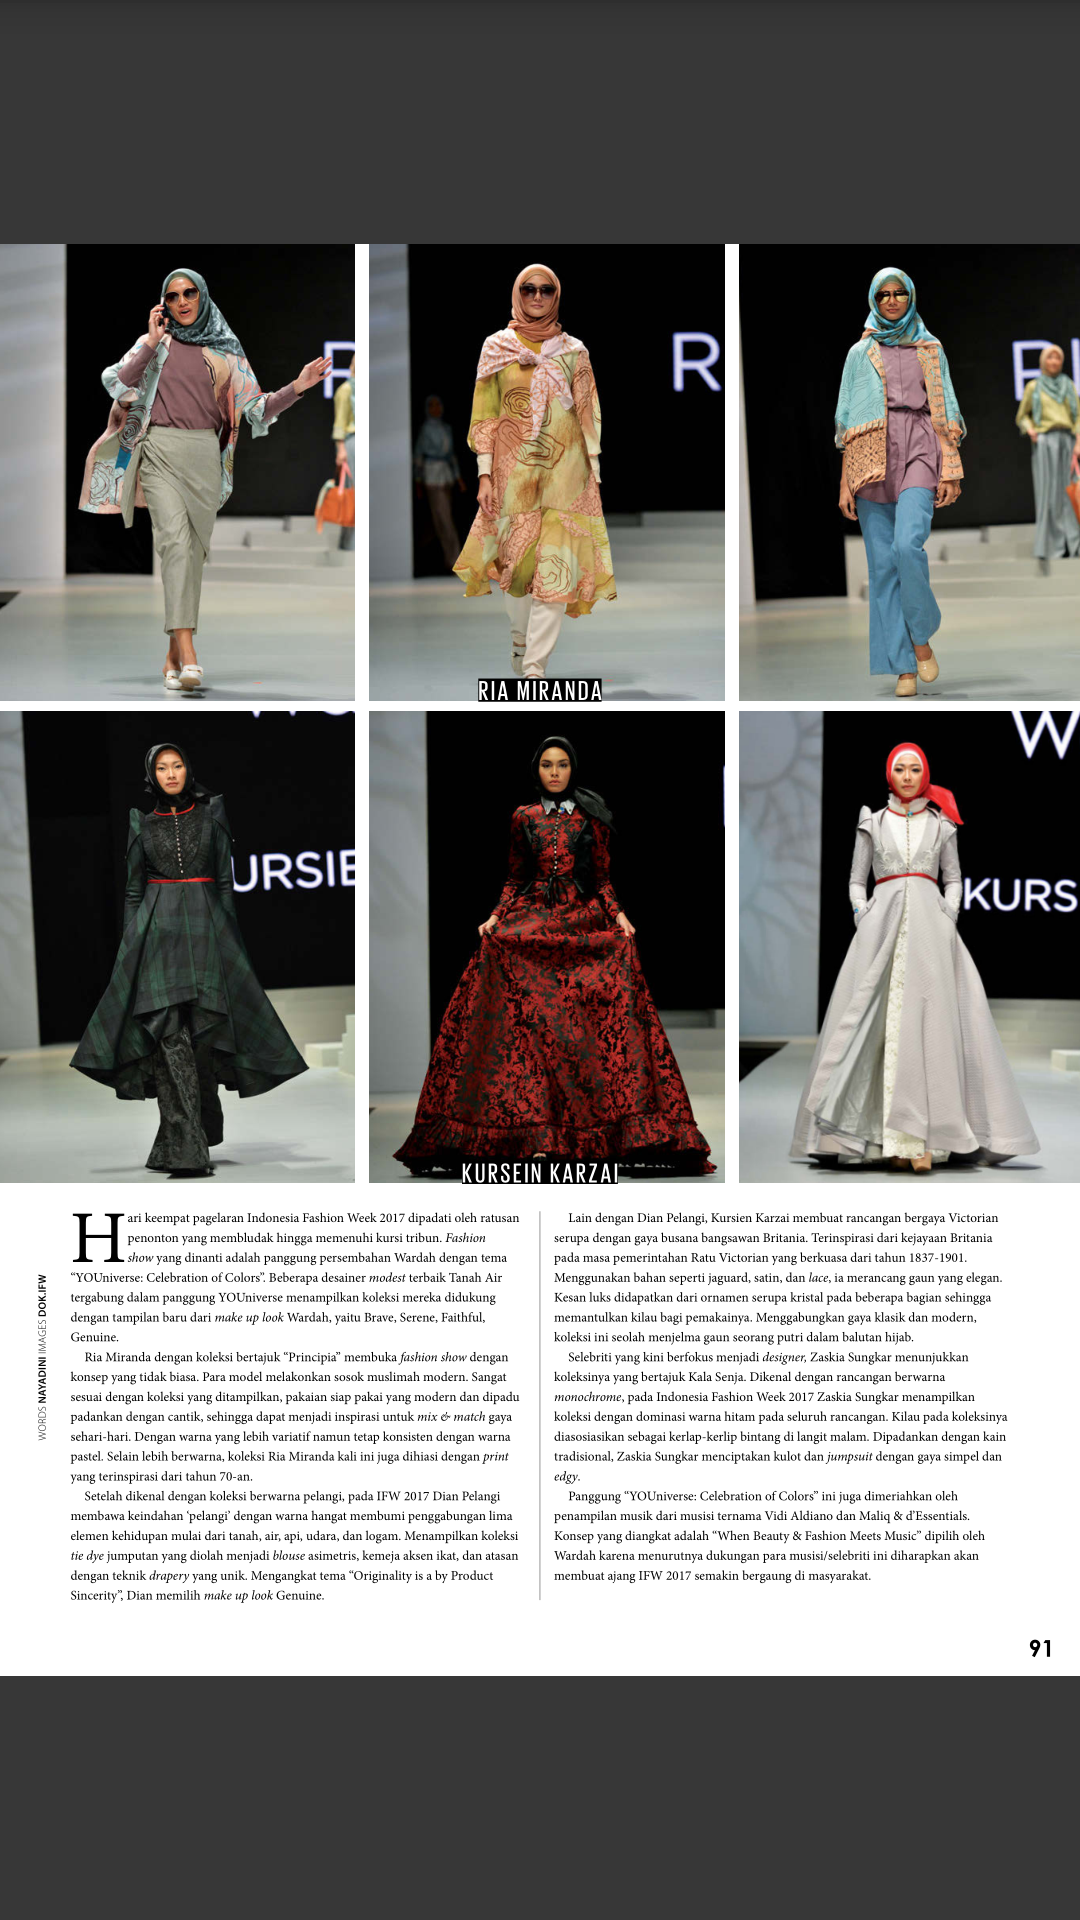 R
R
RI
RIA MIRANDA
URSIE
KURS
W
KURSEIN KARZAI
Hari keempat pagelaran Indonesia Fashion Week 2017 dipadati oleh ratusan
penonton yang membludak hingga memenuhi kursi tribun. Fashion
show yang dinanti adalah panggung persembahan Wardah dengan tema
“YOUniverse: Celebration of Colors”. Beberapa desainer modest terbaik Tanah Air
tergabung dalam panggung YOUniverse menampilkan koleksi mereka didukung
dengan tampilan baru dari make up look Wardah, yaitu Brave, Serene, Faithful,
Genuine.
Ria Miranda dengan koleksi bertajuk “Principia” membuka fashion show dengan
konsep yang tidak biasa. Para model melakonkan sosok muslimah modern. Sangat
sesuai dengan koleksi yang ditampilkan, pakaian siap pakai yang modern dan dipadu
padankan dengan cantik, sehingga dapat menjadi inspirasi untuk mix & match gaya
sehari-hari. Dengan warna yang lebih variatif namun tetap konsisten dengan warna
pastel. Selain lebih berwarna, koleksi Ria Miranda kali ini juga dihiasi dengan print
yang terinspirasi dari tahun 70-an.
Setelah dikenal dengan koleksi berwarna pelangi, pada IFW 2017 Dian Pelangi
membawa keindahan ‘pelangi’ dengan warna hangat membumi penggabungan lima
elemen kehidupan mulai dari tanah, air, api, udara, dan logam. Menampilkan koleksi
tie dye jumputan yang diolah menjadi blouse asimetris, kemeja aksen ikat, dan atasan
dengan teknik drapery yang unik. Mengangkat tema “Originality is a by Product
Sincerity”, Dian memilih make up look Genuine.
Lain dengan Dian Pelangi, Kursien Karzai membuat rancangan bergaya Victorian
serupa dengan gaya busana bangsawan Britania. Terinspirasi dari kejayaan Britania
pada masa pemerintahan Ratu Victorian yang berkuasa dari tahun 1837-1901.
Menggunakan bahan seperti jaguard, satin, dan lace, ia merancang gaun yang elegan.
Kesan luks didapatkan dari ornamen serupa kristal pada beberapa bagian sehingga
memantulkan kilau bagi pemakainya. Menggabungkan gaya klasik dan modern,
koleksi ini seolah menjelma gaun seorang putri dalam balutan hijab.
Selebriti yang kini berfokus menjadi designer, Zaskia Sungkar menunjukkan
koleksinya yang bertajuk Kala Senja. Dikenal dengan rancangan berwarna
monochrome, pada Indonesia Fashion Week 2017 Zaskia Sungkar menampilkan
koleksi dengan dominasi warna hitam pada seluruh rancangan. Kilau pada koleksinya
diasosiasikan sebagai kerlap-kerlip bintang di langit malam. Dipadankan dengan kain
tradisional, Zaskia Sungkar menciptakan kulot dan jumpsuit dengan gaya simpel dan
edgy.
Panggung “YOUniverse: Celebration of Colors” ini juga dimeriahkan oleh
penampilan musik dari musisi ternama Vidi Aldiano dan Maliq & d’Essentials.
Konsep yang diangkat adalah “When Beauty & Fashion Meets Music” dipilih oleh
Wardah karena menurutnya dukungan para musisi/selebriti ini diharapkan akan
membuat ajang IFW 2017 semakin bergaung di masyarakat.
WORDS NAYADINI IMAGES DOK.IFW
91